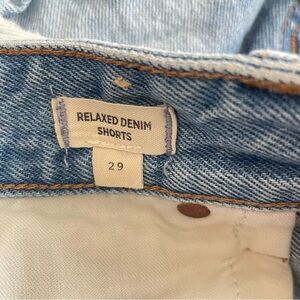 RELAXED DENIM
SHORTS
29